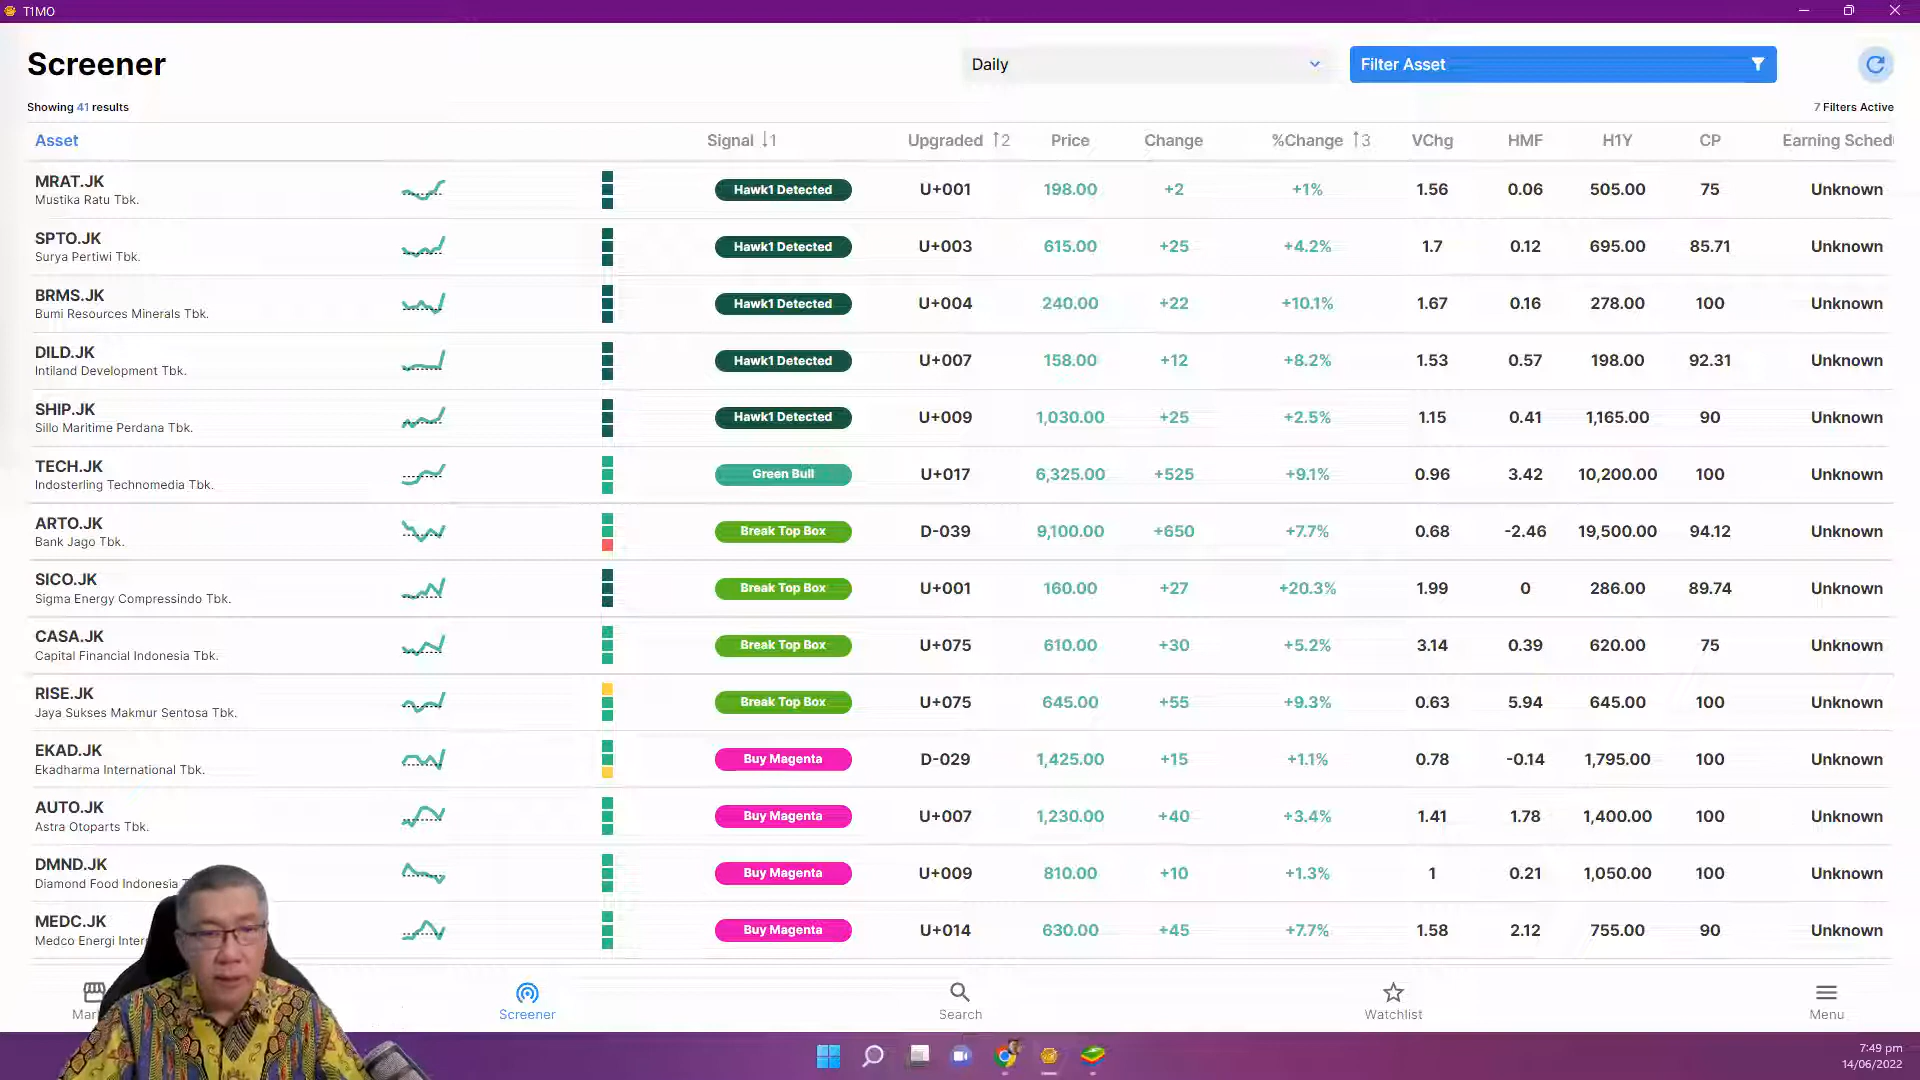 T1MO
Screener
Daily
Filter Asset
Showing 41 results
7 Filters Active
Asset Signal ↓1 Upgraded ↑2 Price Change %Change ↑3 VChg HMF H1Y CP Earning Sched
MRAT.JK
Mustika Ratu Tbk.
Hawk1 Detected U+001 198.00 +2 +1% 1.56 0.06 505.00 75 Unknown
SPTO.JK
Surya Pertiwi Tbk.
Hawk1 Detected U+003 615.00 +25 +4.2% 1.7 0.12 695.00 85.71 Unknown
BRMS.JK
Bumi Resources Minerals Tbk.
Hawk1 Detected U+004 240.00 +22 +10.1% 1.67 0.16 278.00 100 Unknown
DILD.JK
Intiland Development Tbk.
Hawk1 Detected U+007 158.00 +12 +8.2% 1.53 0.57 198.00 92.31 Unknown
SHIP.JK
Sillo Maritime Perdana Tbk.
Hawk1 Detected U+009 1,030.00 +25 +2.5% 1.15 0.41 1,165.00 90 Unknown
TECH.JK
Indosterling Technomedia Tbk.
Green Bull U+017 6,325.00 +525 +9.1% 0.96 3.42 10,200.00 100 Unknown
ARTO.JK
Bank Jago Tbk.
Break Top Box D-039 9,100.00 +650 +7.7% 0.68 -2.46 19,500.00 94.12 Unknown
SICO.JK
Sigma Energy Compressindo Tbk.
Break Top Box U+001 160.00 +27 +20.3% 1.99 0 286.00 89.74 Unknown
CASA.JK
Capital Financial Indonesia Tbk.
Break Top Box U+075 610.00 +30 +5.2% 3.14 0.39 620.00 75 Unknown
RISE.JK
Jaya Sukses Makmur Sentosa Tbk.
Break Top Box U+075 645.00 +55 +9.3% 0.63 5.94 645.00 100 Unknown
EKAD.JK
Ekadharma International Tbk.
Buy Magenta D-029 1,425.00 +15 +1.1% 0.78 -0.14 1,795.00 100 Unknown
AUTO.JK
Astra Otoparts Tbk.
Buy Magenta U+007 1,230.00 +40 +3.4% 1.41 1.78 1,400.00 100 Unknown
DMND.JK
Diamond Food Indonesia T
Buy Magenta U+009 810.00 +10 +1.3% 1 0.21 1,050.00 100 Unknown
MEDC.JK
Medco Energi Inter
Buy Magenta U+014 630.00 +45 +7.7% 1.58 2.12 755.00 90 Unknown
Mar Screener Search Watchlist Menu
7:49 pm
14/06/2022